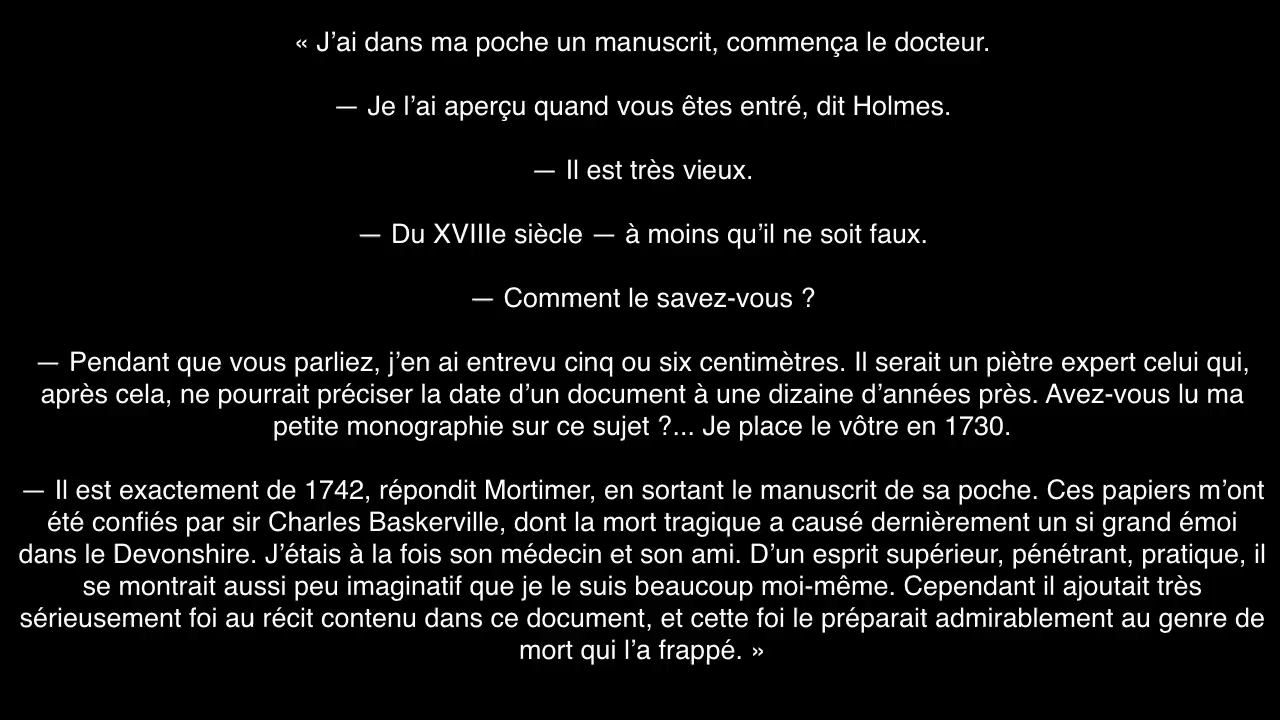 « J’ai dans ma poche un manuscrit, commença le docteur.
— Je l’ai aperçu quand vous êtes entré, dit Holmes.
— Il est très vieux.
— Du XVIIIe siècle — à moins qu’il ne soit faux.
— Comment le savez-vous ?
— Pendant que vous parliez, j’en ai entrevu cinq ou six centimètres. Il serait un piètre expert celui qui,
après cela, ne pourrait préciser la date d’un document à une dizaine d’années près. Avez-vous lu ma
petite monographie sur ce sujet ?... Je place le vôtre en 1730.
— Il est exactement de 1742, répondit Mortimer, en sortant le manuscrit de sa poche. Ces papiers m’ont
été confiés par sir Charles Baskerville, dont la mort tragique a causé dernièrement un si grand émoi
dans le Devonshire. J’étais à la fois son médecin et son ami. D’un esprit supérieur, pénétrant, pratique, il
se montrait aussi peu imaginatif que je le suis beaucoup moi-même. Cependant il ajoutait très
sérieusement foi au récit contenu dans ce document, et cette foi le préparait admirablement au genre de
mort qui l’a frappé. »